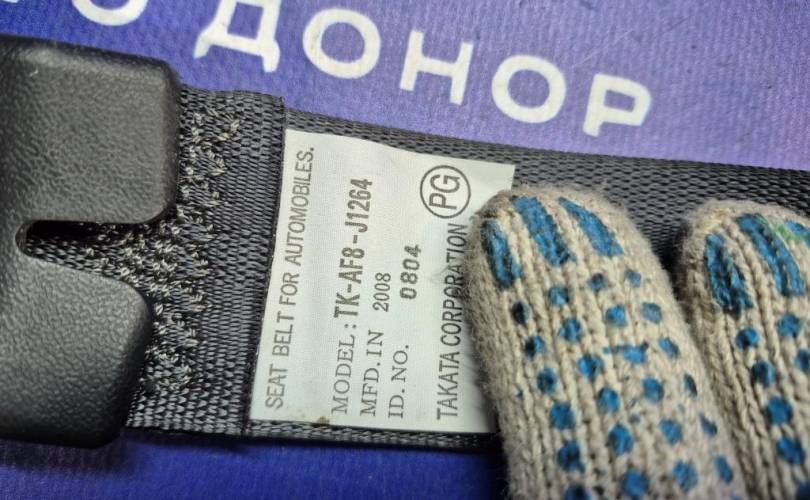 ДОНОР
SEAT BELT FOR AUTOMOBILES.
MODEL : TK-AF8-J1264
MFD. IN 2008
ID. NO. 0804
TAKATA CORPORATION PG